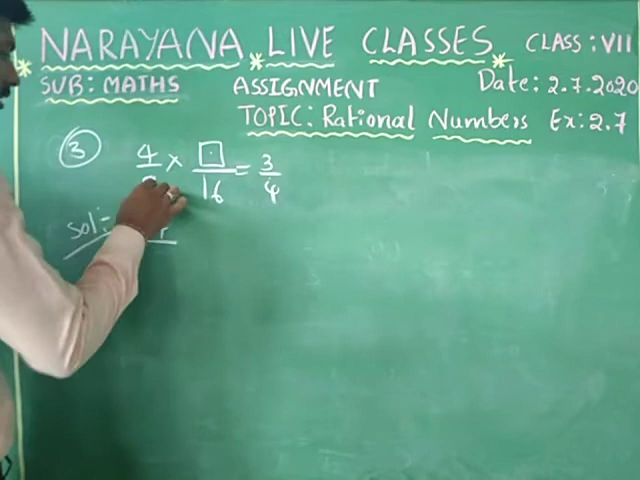 NARAYANA LIVE CLASSES CLASS: VII
SUB: MATHS ASSIGNMENT Date: 2.7.2020
TOPIC: Rational Numbers Ex: 2.7
3 4 × □/16 = 3/4
Sol: